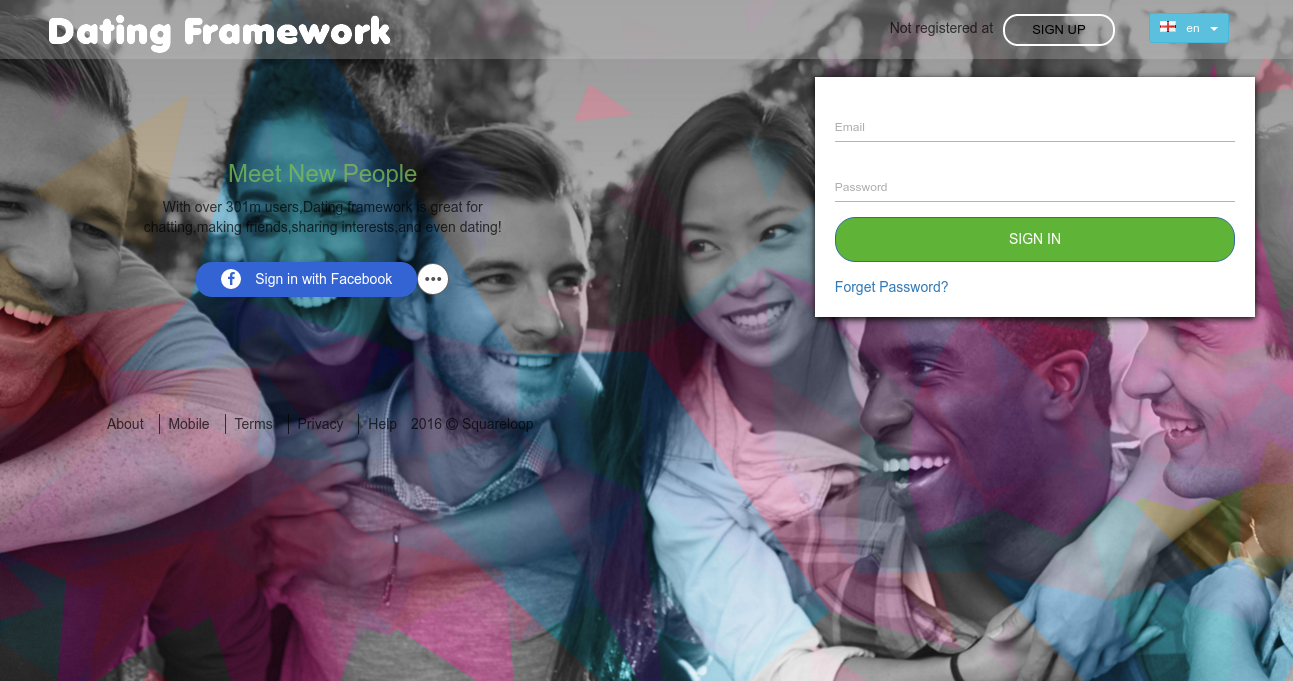 Dating Framework
Not registered at
SIGN UP
en
Email
Password
SIGN IN
Forget Password?
Meet New People
With over 301m users,Dating framework is great for
chatting,making friends,sharing interests,and even dating!
Sign in with Facebook
About
Mobile
Terms
Privacy
Help
2016 © Squareloop